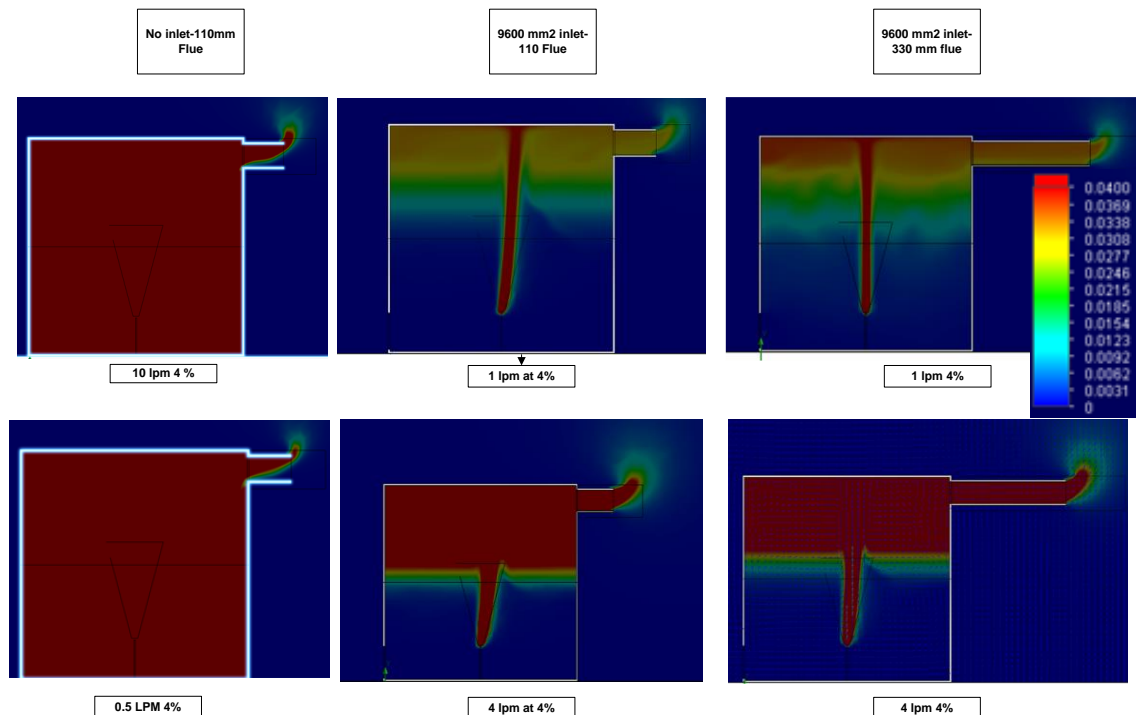 No inlet-110mm
Flue
9600 mm2 inlet-
110 Flue
9600 mm2 inlet-
330 mm flue
0.0400
0.0369
0.0338
0.0308
0.0277
0.0246
0.0215
0.0185
0.0154
0.0123
0.0092
0.0062
0.0031
0
10 lpm 4 %
1 lpm at 4%
1 lpm 4%
0.5 LPM 4%
4 lpm at 4%
4 lpm 4%